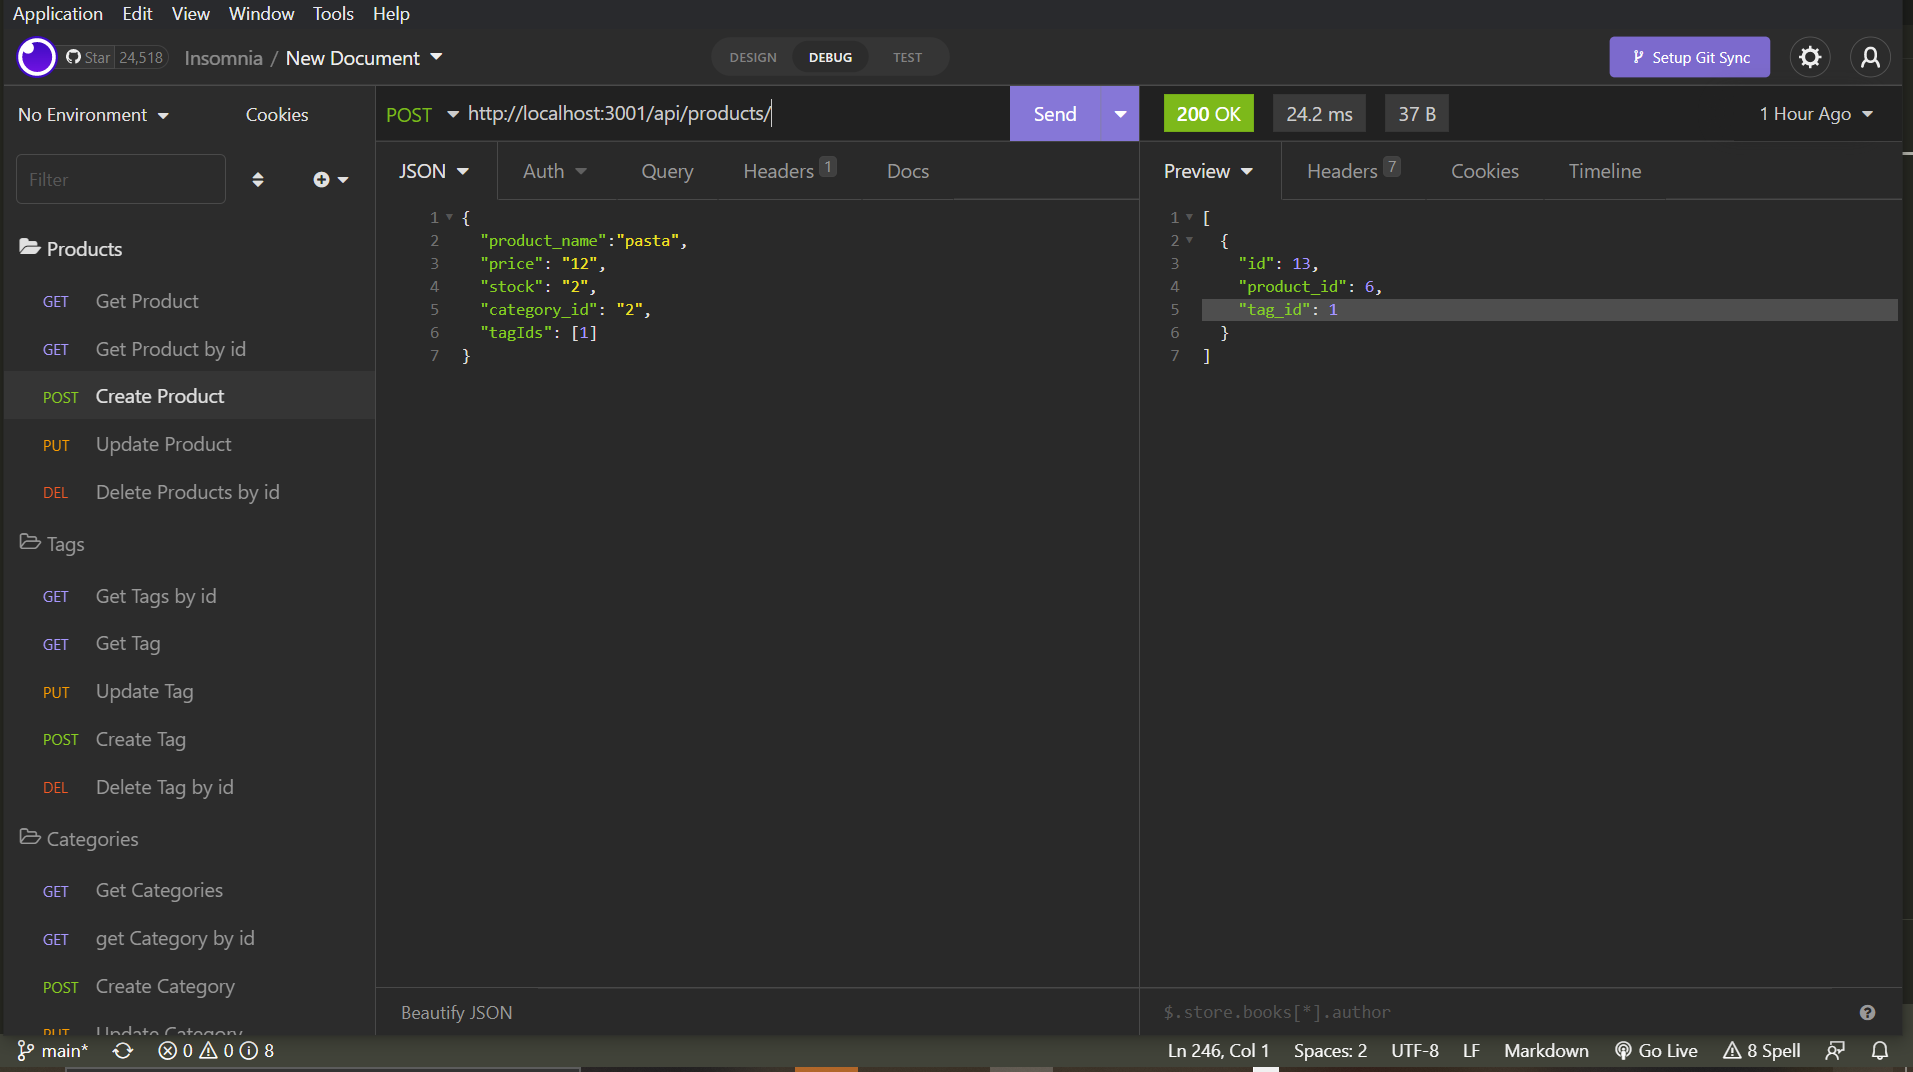 Application Edit View Window Tools Help
Star 24,518 Insomnia / New Document DESIGN DEBUG TEST Setup Git Sync
No Environment Cookies
POST http://localhost:3001/api/products/ Send 200 OK 24.2 ms 37 B 1 Hour Ago
Filter
JSON Auth Query Headers 1 Docs
Preview Headers 7 Cookies Timeline
Products
GET Get Product
GET Get Product by id
POST Create Product
PUT Update Product
DEL Delete Products by id
Tags
GET Get Tags by id
GET Get Tag
PUT Update Tag
POST Create Tag
DEL Delete Tag by id
Categories
GET Get Categories
GET get Category by id
POST Create Category
PUT Update Category
1 {
2 "product_name":"pasta",
3 "price": "12",
4 "stock": "2",
5 "category_id": "2",
6 "tagIds": [1]
7 }
Beautify JSON
1 [
2 {
3 "id": 13,
4 "product_id": 6,
5 "tag_id": 1
6 }
7 ]
$.store.books[*].author
main* 0 0 8 Ln 246, Col 1 Spaces: 2 UTF-8 LF Markdown Go Live 8 Spell